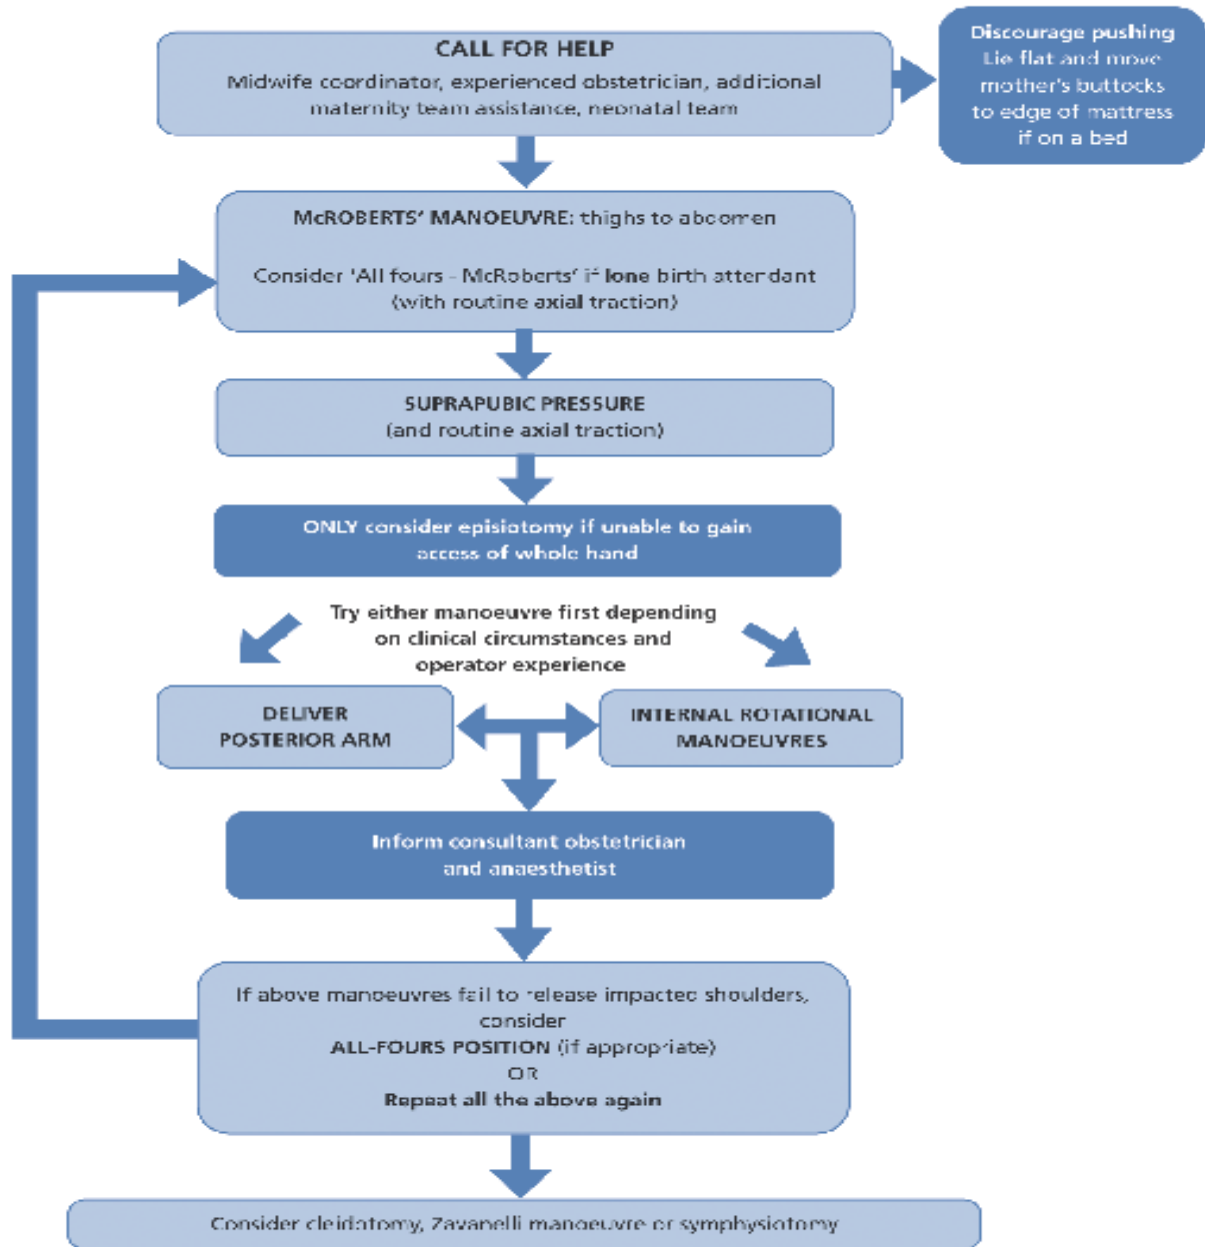 CALL FOR HELP
Midwife coordinator, experienced obstetrician, additional
maternity team assistance, neonatal team
Discourage pushing
Lie flat and move
mother's buttocks
to edge of mattress
if on a bed
McROBERTS' MANOEUVRE: thighs to abdomen
Consider 'All fours - McRoberts' if lone birth attendant
(with routine axial traction)
SUPRAPUBIC PRESSURE
(and routine axial traction)
ONLY consider episiotomy if unable to gain
access of whole hand
Try either manoeuvre first depending
on clinical circumstances and
operator experience
DELIVER
POSTERIOR ARM
INTERNAL ROTATIONAL
MANOEUVRES
Inform consultant obstetrician
and anaesthetist
If above manoeuvres fail to release impacted shoulders,
consider
ALL-FOURS POSITION (if appropriate)
OR
Repeat all the above again
Consider cleidotomy, Zavanelli manoeuvre or symphysiotomy